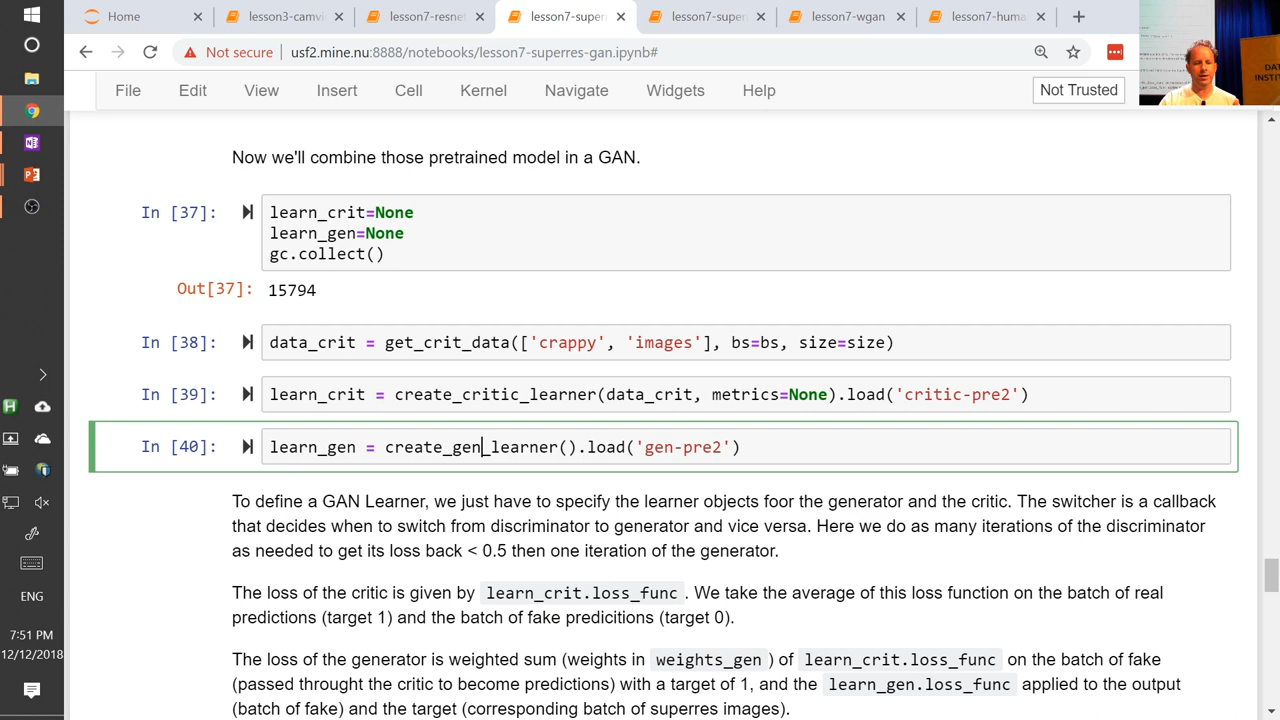 Home
lesson3-camvi
lesson7-resne
lesson7-super
lesson7-supe
lesson7-wgan
lesson7-huma
Not secure | usf2.mine.nu:8888/notebooks/lesson7-superres-gan.ipynb#
File Edit View Insert Cell Kernel Navigate Widgets Help
Not Trusted
DAT
INSTIT
Now we'll combine those pretrained model in a GAN.
In [37]:
learn_crit=None
learn_gen=None
gc.collect()
Out[37]: 15794
In [38]: data_crit = get_crit_data(['crappy', 'images'], bs=bs, size=size)
In [39]: learn_crit = create_critic_learner(data_crit, metrics=None).load('critic-pre2')
In [40]: learn_gen = create_gen_learner().load('gen-pre2')
To define a GAN Learner, we just have to specify the learner objects foor the generator and the critic. The switcher is a callback
that decides when to switch from discriminator to generator and vice versa. Here we do as many iterations of the discriminator
as needed to get its loss back < 0.5 then one iteration of the generator.
The loss of the critic is given by learn_crit.loss_func . We take the average of this loss function on the batch of real
predictions (target 1) and the batch of fake predicitions (target 0).
The loss of the generator is weighted sum (weights in weights_gen ) of learn_crit.loss_func on the batch of fake
(passed throught the critic to become predictions) with a target of 1, and the learn_gen.loss_func applied to the output
(batch of fake) and the target (corresponding batch of superres images).
ENG
7:51 PM
12/12/2018